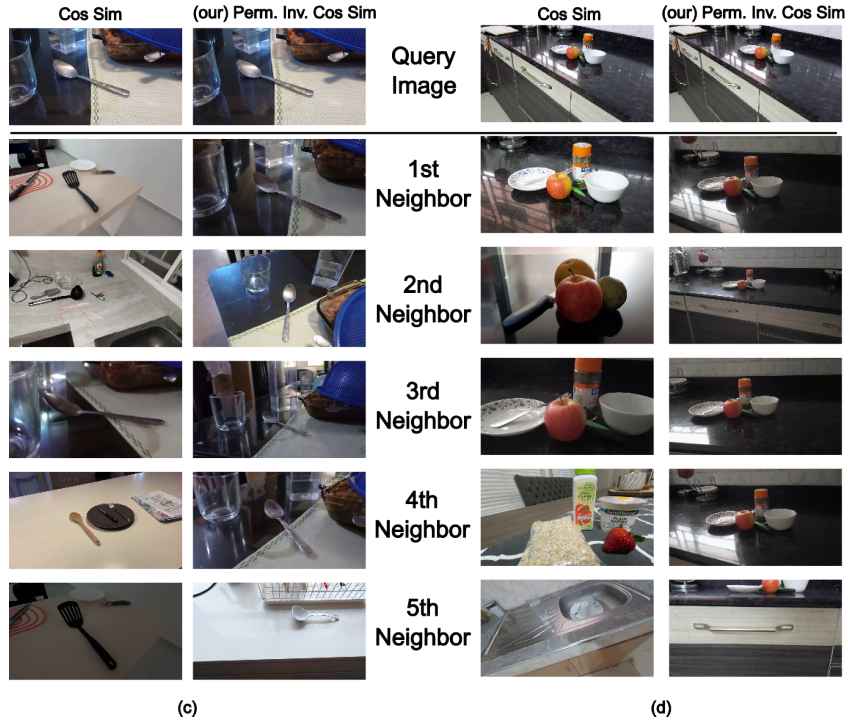 Cos Sim (our) Perm. Inv. Cos Sim Cos Sim (our) Perm. Inv. Cos Sim
Query
Image
1st
Neighbor
2nd
Neighbor
3rd
Neighbor
4th
Neighbor
5th
Neighbor
(c) (d)